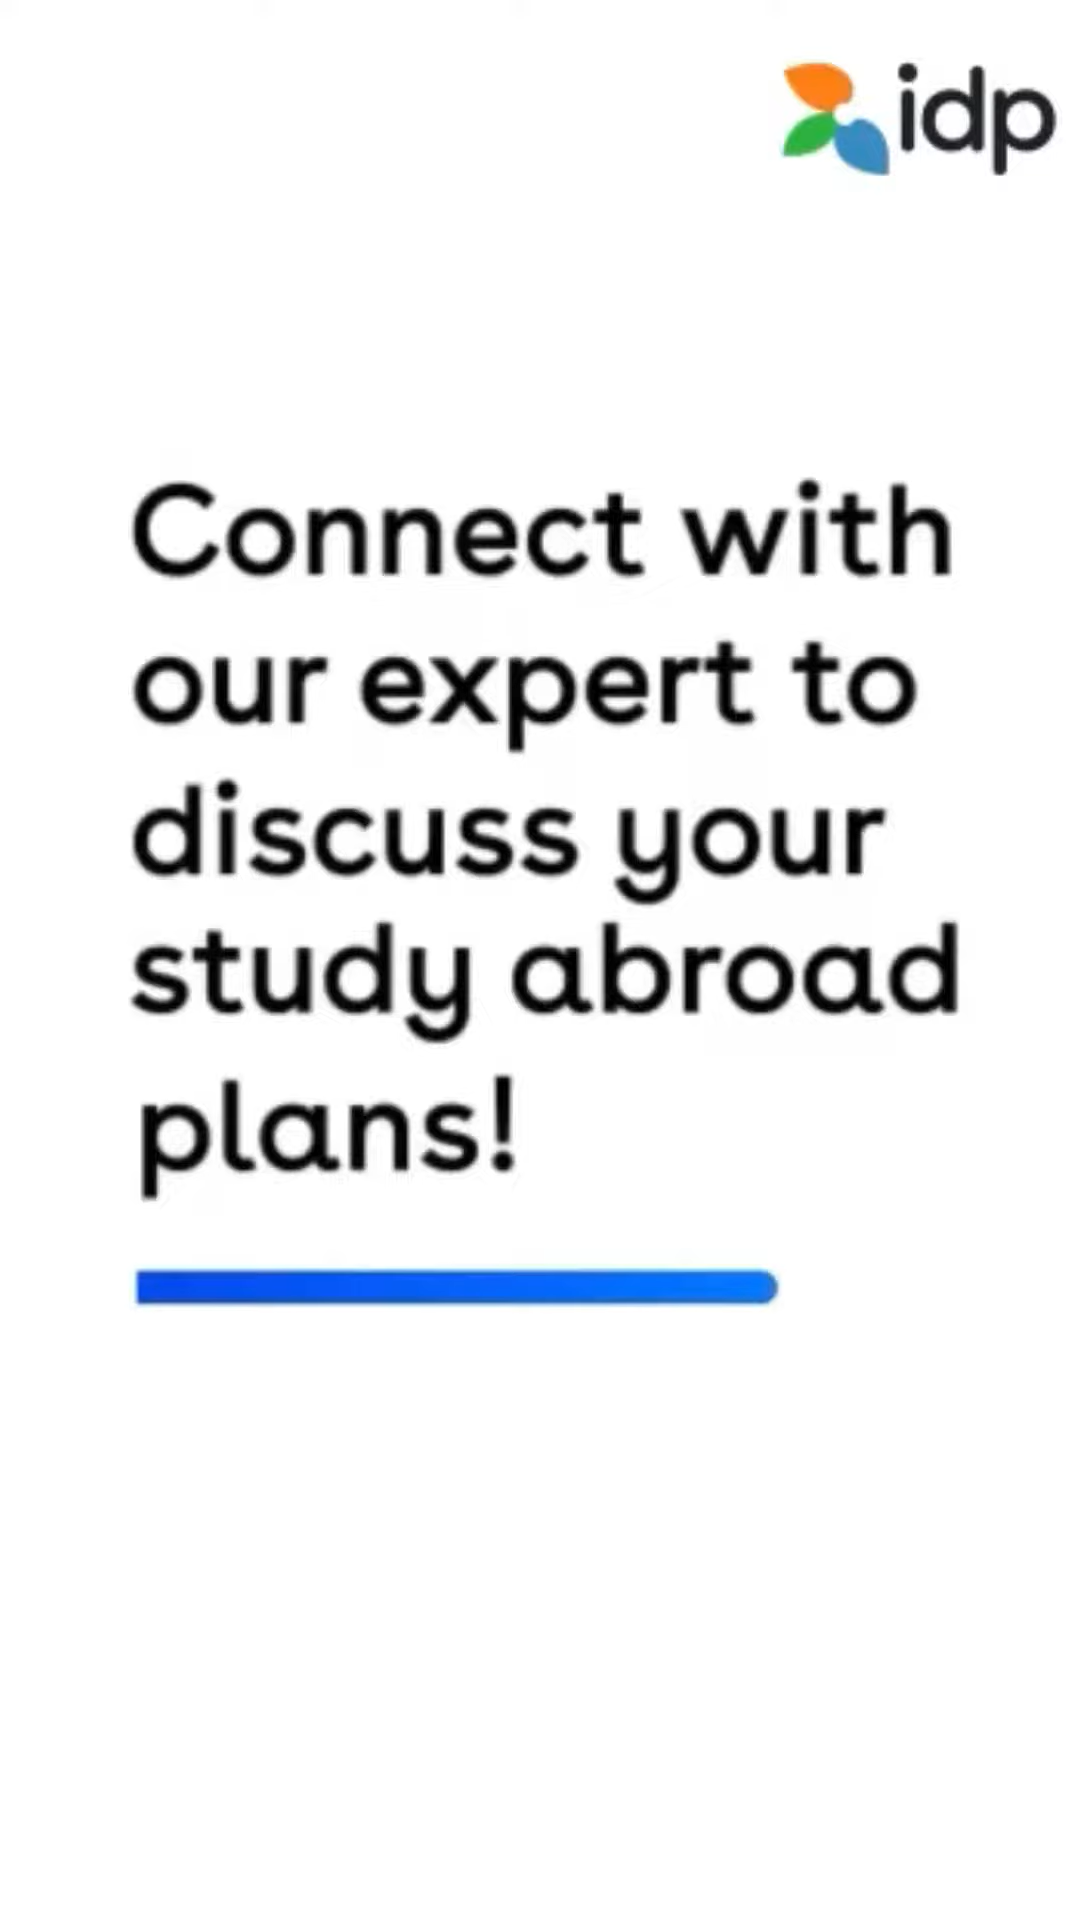 idp
Connect with
our expert to
discuss your
study abroad
plans!